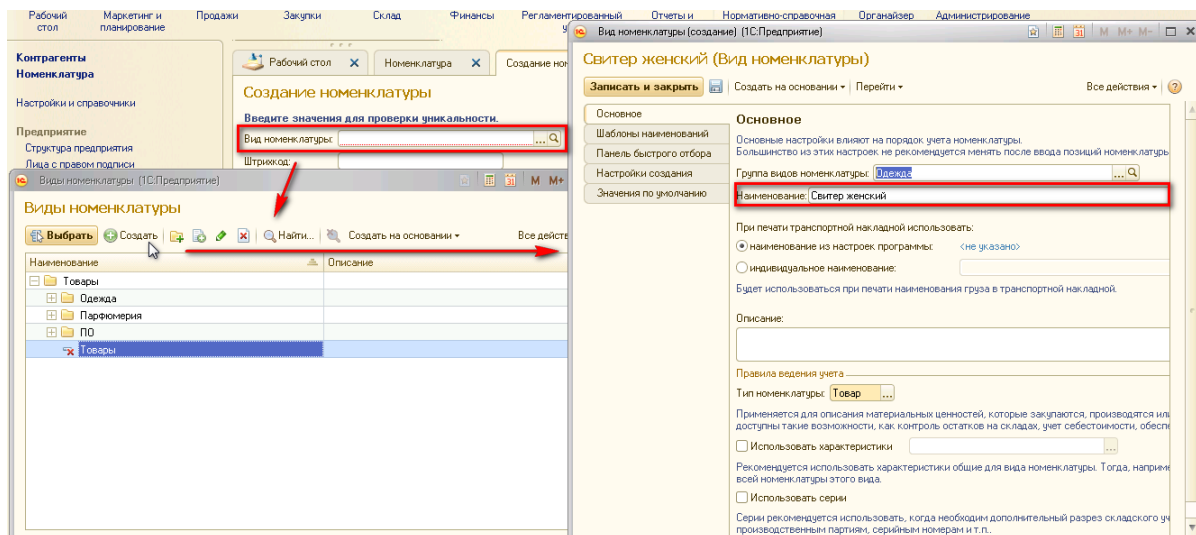 Рабочий стол
Маркетинг и планирование
Продажи
Закупки
Склад
Финансы
Регламентированный
Отчеты и
Нормативно-справочная
Органайзер
Администрирование
Контрагенты
Номенклатура
Настройки и справочники
Предприятие
Структура предприятия
Лица с правом подписи
Рабочий стол
Номенклатура
Создание ном
Создание номенклатуры
Введите значения для проверки уникальности.
Вид номенклатуры:
Штрихкод:
Виды номенклатуры (1С:Предприятие)
M M+
Виды номенклатуры
Выбрать Создать Найти... Создать на основании Все действ
Наименование Описание
Товары
Одежда
Парфюмерия
ПО
Товары
Вид номенклатуры (создание) (1С:Предприятие)
M M+ M-
Свитер женский (Вид номенклатуры)
Записать и закрыть Создать на основании Перейти Все действия
Основное
Шаблоны наименований
Панель быстрого отбора
Настройки создания
Значения по умолчанию
Основное
Основные настройки влияют на порядок учета номенклатуры.
Большинство из этих настроек не рекомендуется менять после ввода позиций номенклатуры
Группа видов номенклатуры: Одежда
Наименование: Свитер женский
При печати транспортной накладной использовать:
наименование из настроек программы: <не указано>
индивидуальное наименование:
Будет использоваться при печати наименования груза в транспортной накладной.
Описание:
Правила ведения учета
Тип номенклатуры: Товар ...
Применяется для описания материальных ценностей, которые закупаются, производятся или
доступны такие возможности, как контроль остатков на складах, учет себестоимости, обеспе
Использовать характеристики
Рекомендуется использовать характеристики общие для вида номенклатуры. Тогда, наприме
всей номенклатуры этого вида.
Использовать серии
Серии рекомендуется использовать, когда необходим дополнительный разрез складского уч
производственным партиям, серийным номерам и т.п..